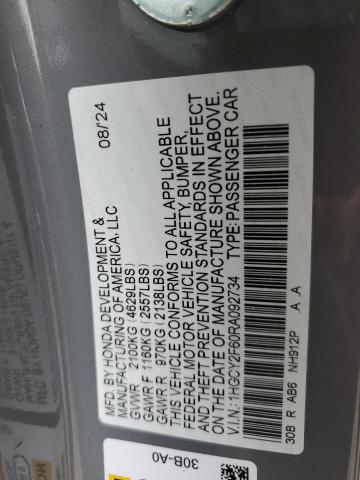 MFD. BY HONDA DEVELOPMENT & 08/24
MANUFACTURING OF AMERICA, LLC
GVWR 2100KG (4629LBS)
GAWR F 1160KG (2557LBS)
GAWR R 970KG (2138LBS)
THIS VEHICLE CONFORMS TO ALL APPLICABLE
FEDERAL MOTOR VEHICLE SAFETY, BUMPER,
AND THEFT PREVENTION STANDARDS IN EFFECT
ON THE DATE OF MANUFACTURE SHOWN ABOVE.
V.I.N.:1HGCY2F60RA092734 TYPE:PASSENGER CAR
30B R AB6 NH912P A A
30B-A0